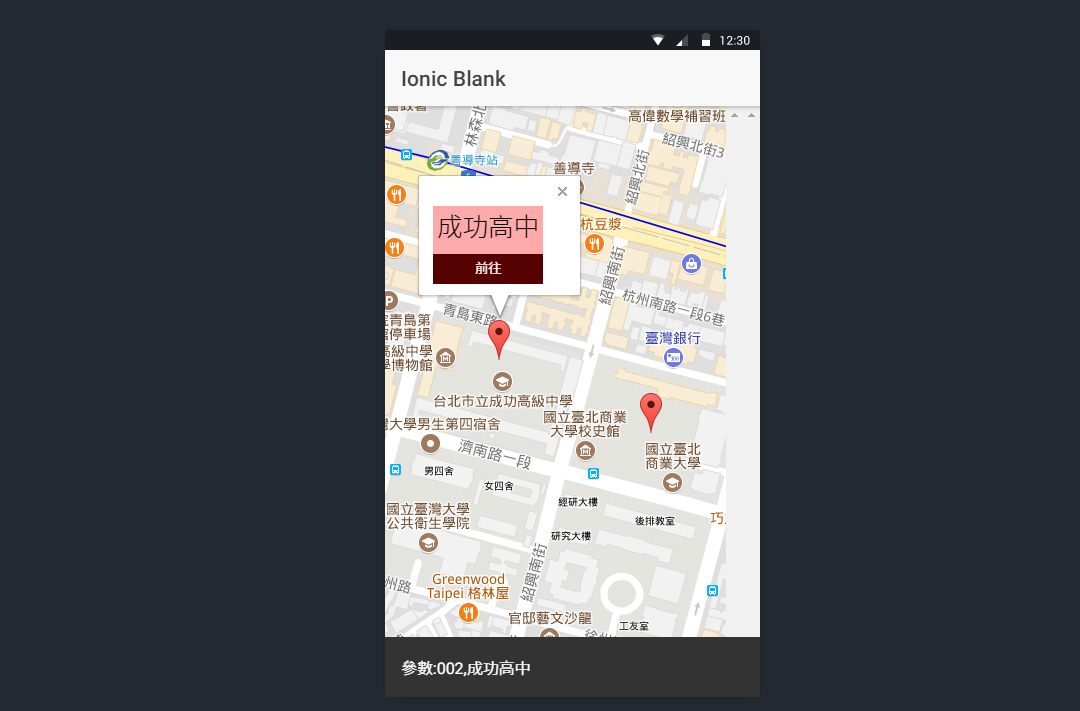 12:30
Ionic Blank
高偉數學補習班
林森北
紹興北街3
善導寺站
善導寺
紹興北街
成功高中
前往
杭豆漿
紹興南街
杭州南路一段6巷
青島東路
青島第
停車場
臺灣銀行
高級中學
學博物館
台北市立成功高級中學
國立臺北商業
大學校史館
大學男生第四宿舍
國立臺北
商業大學
濟南路一段
男四舍
女四舍
經研大樓
國立臺灣大學
公共衛生學院
後排教室
巧
研究大樓
紹興南街
Greenwood
Taipei 格林屋
州路
官邸藝文沙龍
工友室
參數:002,成功高中